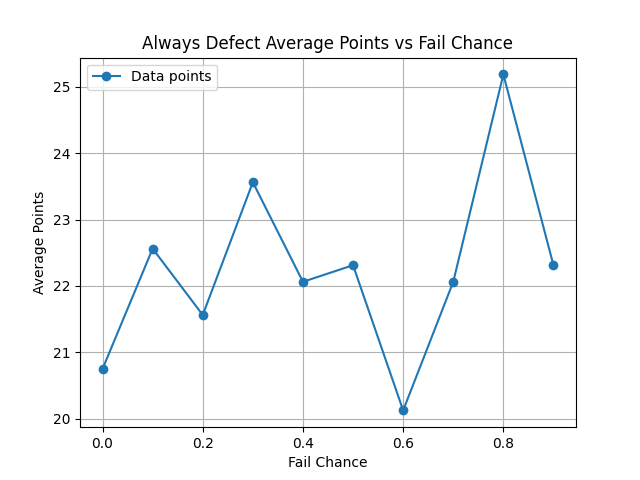 Always Defect Average Points vs Fail Chance
Data points
Average Points
25
24
23
22
21
20
0.0 0.2 0.4 0.6 0.8
Fail Chance